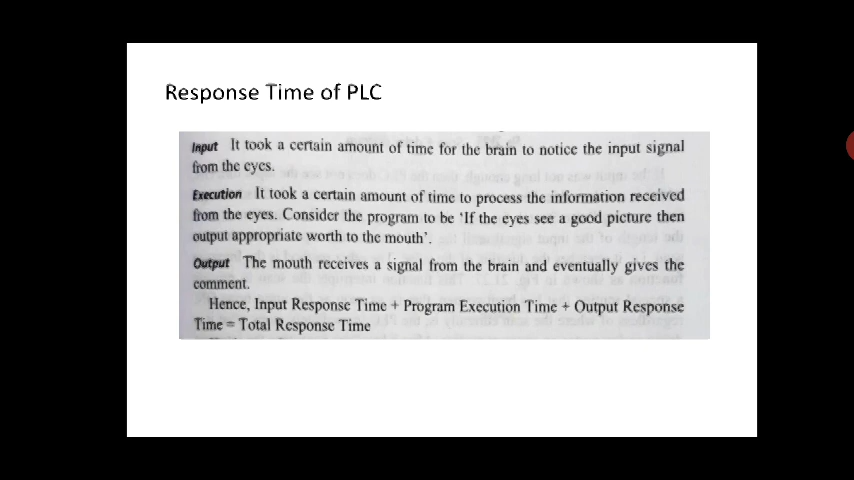 Response Time of PLC
Input It took a certain amount of time for the brain to notice the input signal
from the eyes.
Execution It took a certain amount of time to process the information received
from the eyes. Consider the program to be ‘If the eyes see a good picture then
output appropriate worth to the mouth’.
Output The mouth receives a signal from the brain and eventually gives the
comment.
Hence, Input Response Time + Program Execution Time + Output Response
Time = Total Response Time